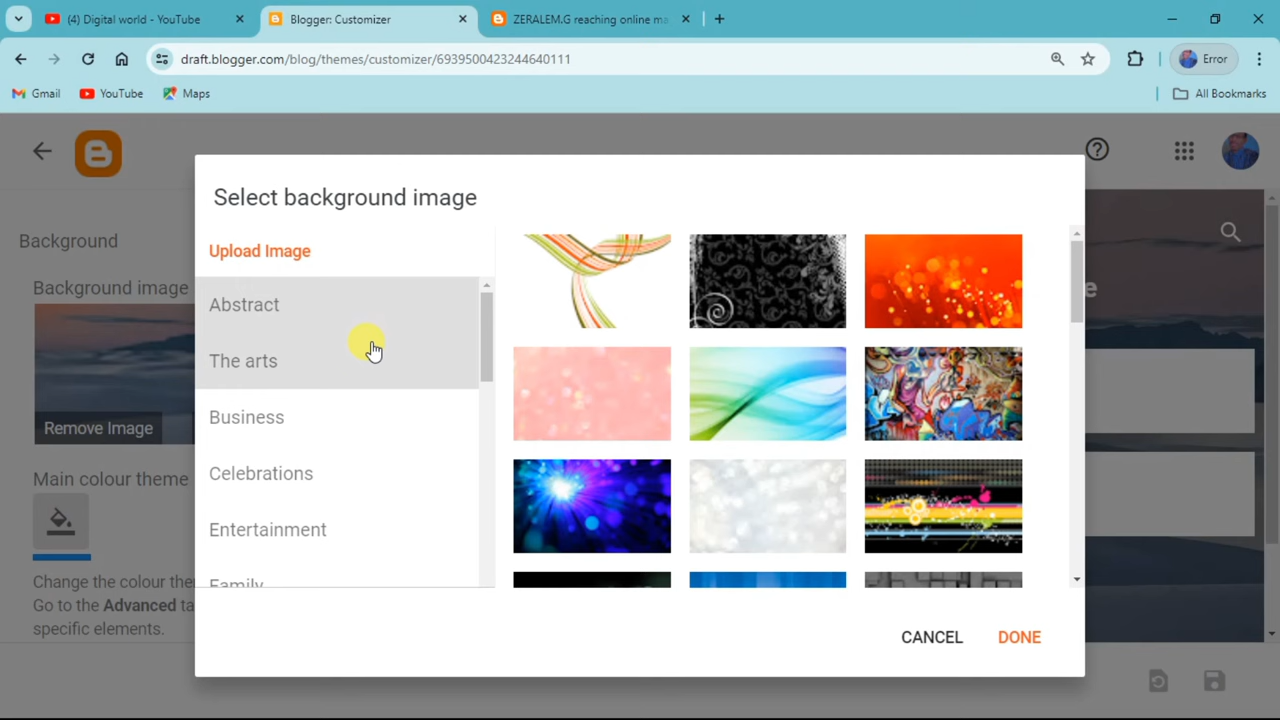 (4) Digital world - YouTube
Blogger: Customizer
ZERALEM.G reaching online ma
draft.blogger.com/blog/themes/customizer/6939500423244640111
Error
Gmail
YouTube
Maps
All Bookmarks
Select background image
Background
Upload Image
Background image
Abstract
e
The arts
Business
Remove Image
Celebrations
Main colour theme
Entertainment
Family
Change the colour the
Go to the Advanced ta
specific elements.
CANCEL
DONE